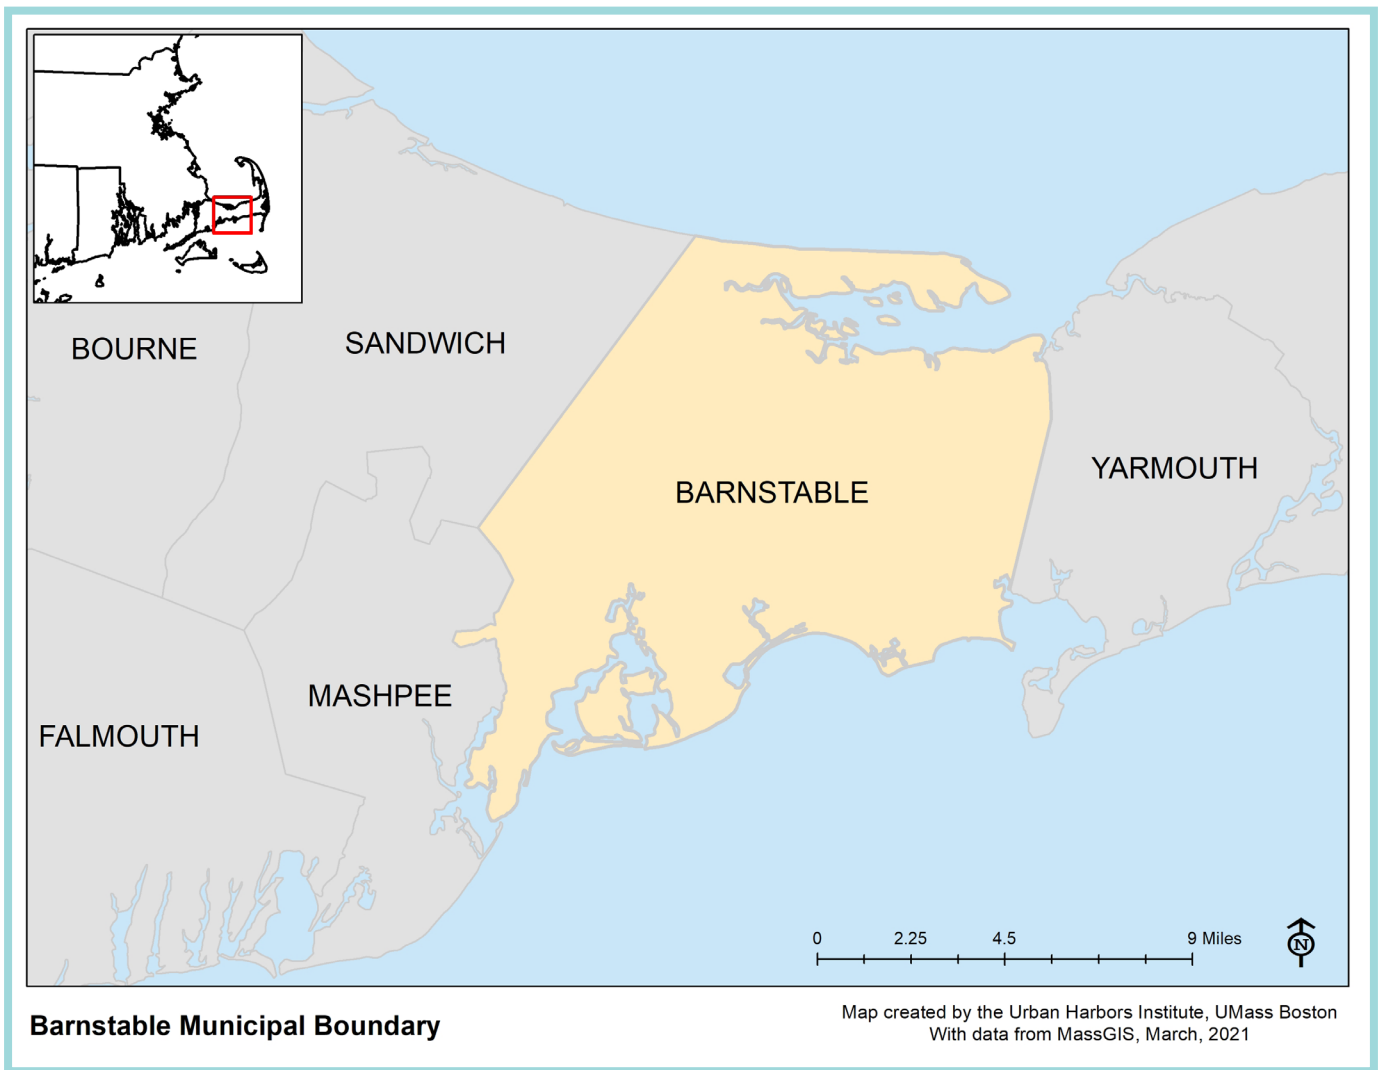 BOURNE
SANDWICH
YARMOUTH
BARNSTABLE
MASHPEE
FALMOUTH
0 2.25 4.5 9 Miles
N
Barnstable Municipal Boundary
Map created by the Urban Harbors Institute, UMass Boston
With data from MassGIS, March, 2021